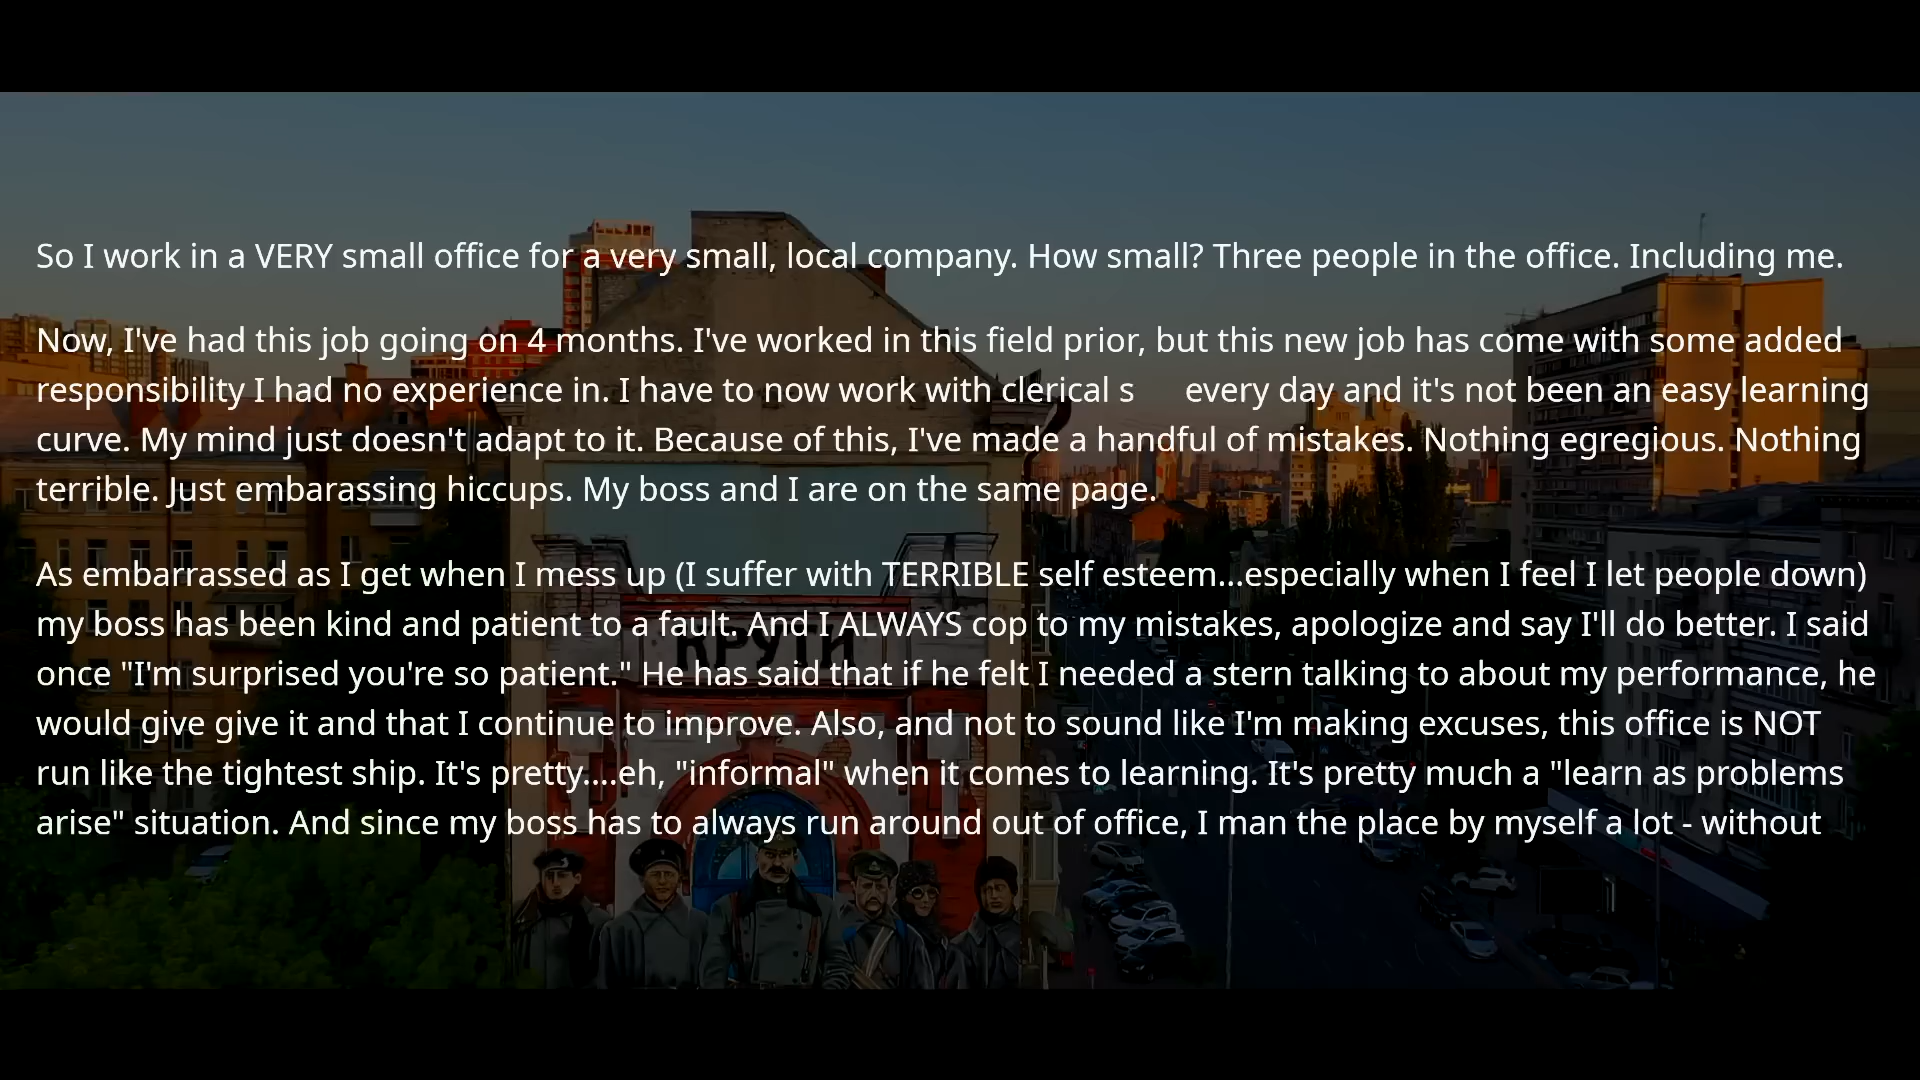 So I work in a VERY small office for a very small, local company. How small? Three people in the office. Including me.
Now, I've had this job going on 4 months. I've worked in this field prior, but this new job has come with some added
responsibility I had no experience in. I have to now work with clerical s every day and it's not been an easy learning
curve. My mind just doesn't adapt to it. Because of this, I've made a handful of mistakes. Nothing egregious. Nothing
terrible. Just embarassing hiccups. My boss and I are on the same page.
As embarrassed as I get when I mess up (I suffer with TERRIBLE self esteem...especially when I feel I let people down)
my boss has been kind and patient to a fault. And I ALWAYS cop to my mistakes, apologize and say I'll do better. I said
once "I'm surprised you're so patient." He has said that if he felt I needed a stern talking to about my performance, he
would give give it and that I continue to improve. Also, and not to sound like I'm making excuses, this office is NOT
run like the tightest ship. It's pretty....eh, "informal" when it comes to learning. It's pretty much a "learn as problems
arise" situation. And since my boss has to always run around out of office, I man the place by myself a lot - without
КРУТИ